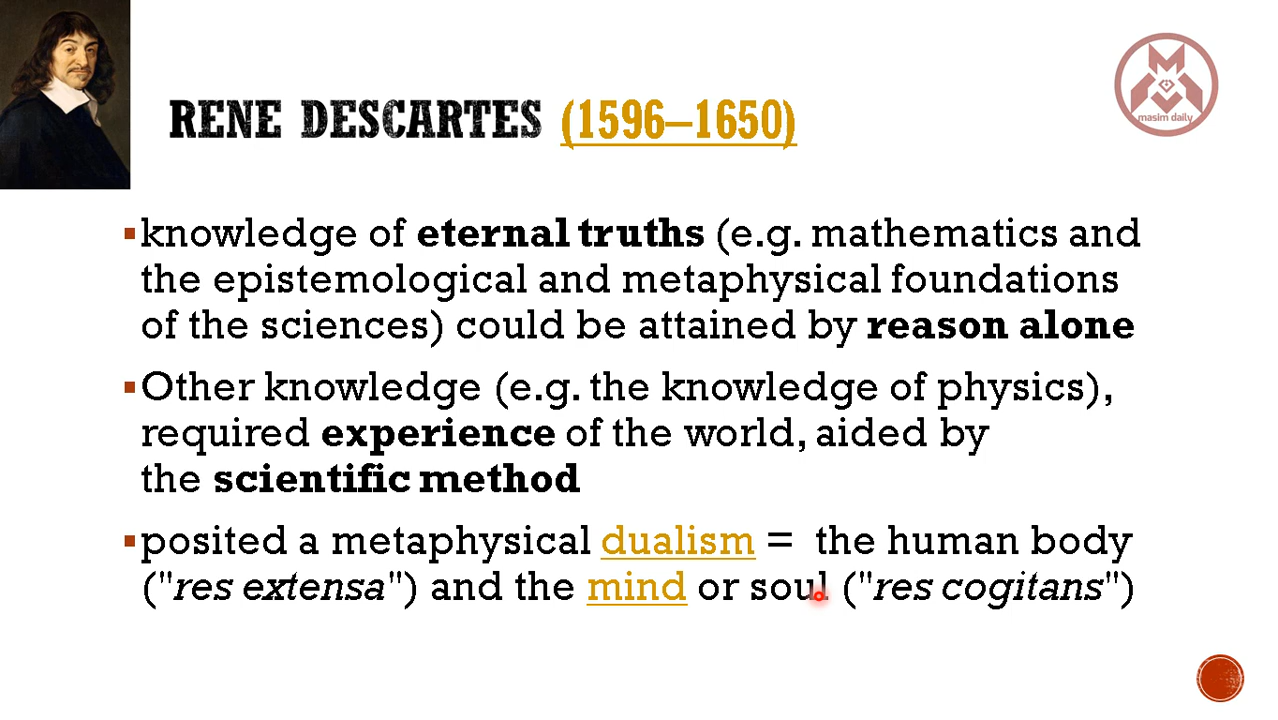 RENE DESCARTES (1596–1650)
masim daily
▪knowledge of eternal truths (e.g. mathematics and
the epistemological and metaphysical foundations
of the sciences) could be attained by reason alone
▪Other knowledge (e.g. the knowledge of physics),
required experience of the world, aided by
the scientific method
▪posited a metaphysical dualism = the human body
("res extensa") and the mind or soul ("res cogitans")